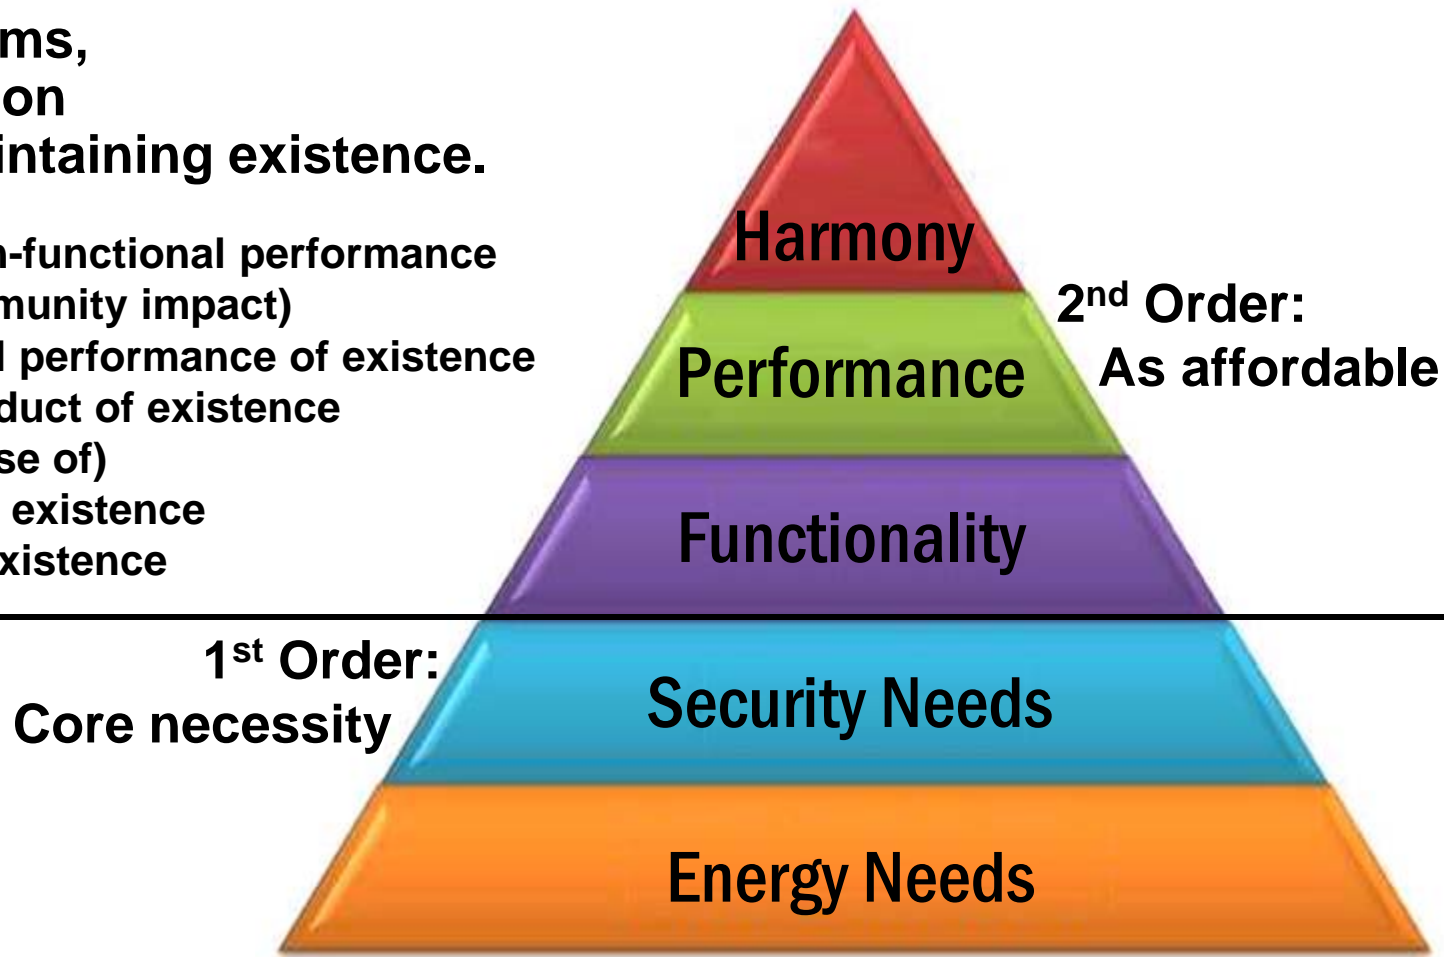 ms,
on
intaining existence.
n-functional performance
munity impact)
l performance of existence
duct of existence
se of)
existence
xistence
Harmony
2nd Order:
As affordable
Performance
Functionality
1st Order:
Core necessity
Security Needs
Energy Needs